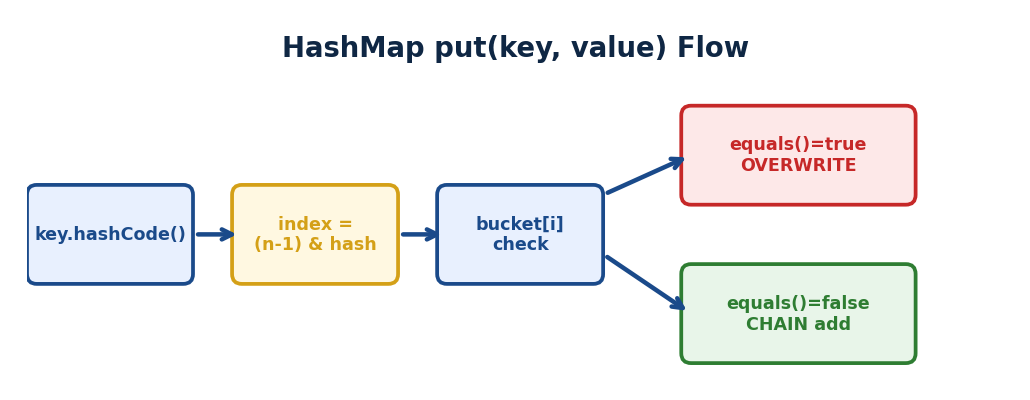 HashMap put(key, value) Flow
key.hashCode()
index =
(n-1) & hash
bucket[i]
check
equals()=true
OVERWRITE
equals()=false
CHAIN add